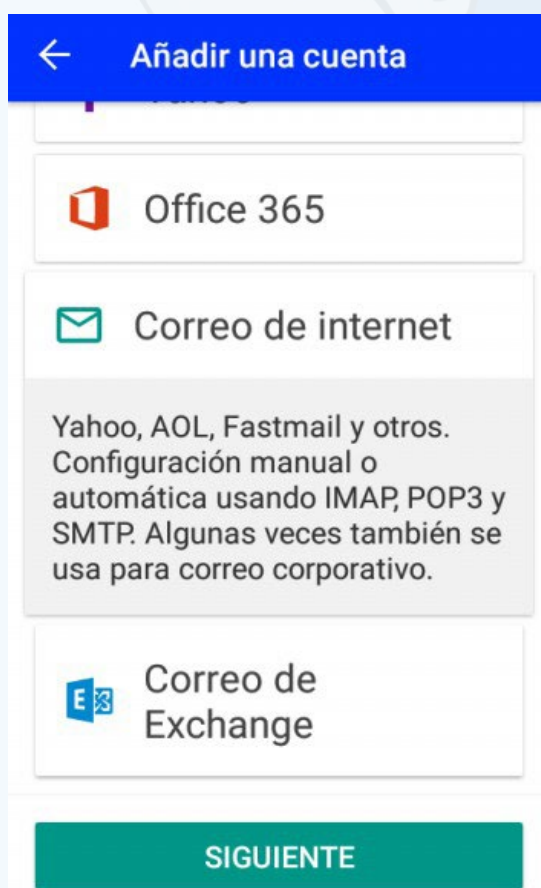 Añadir una cuenta
Office 365
Correo de internet
Yahoo, AOL, Fastmail y otros.
Configuración manual o
automática usando IMAP, POP3 y
SMTP. Algunas veces también se
usa para correo corporativo.
E
Correo de
Exchange
SIGUIENTE